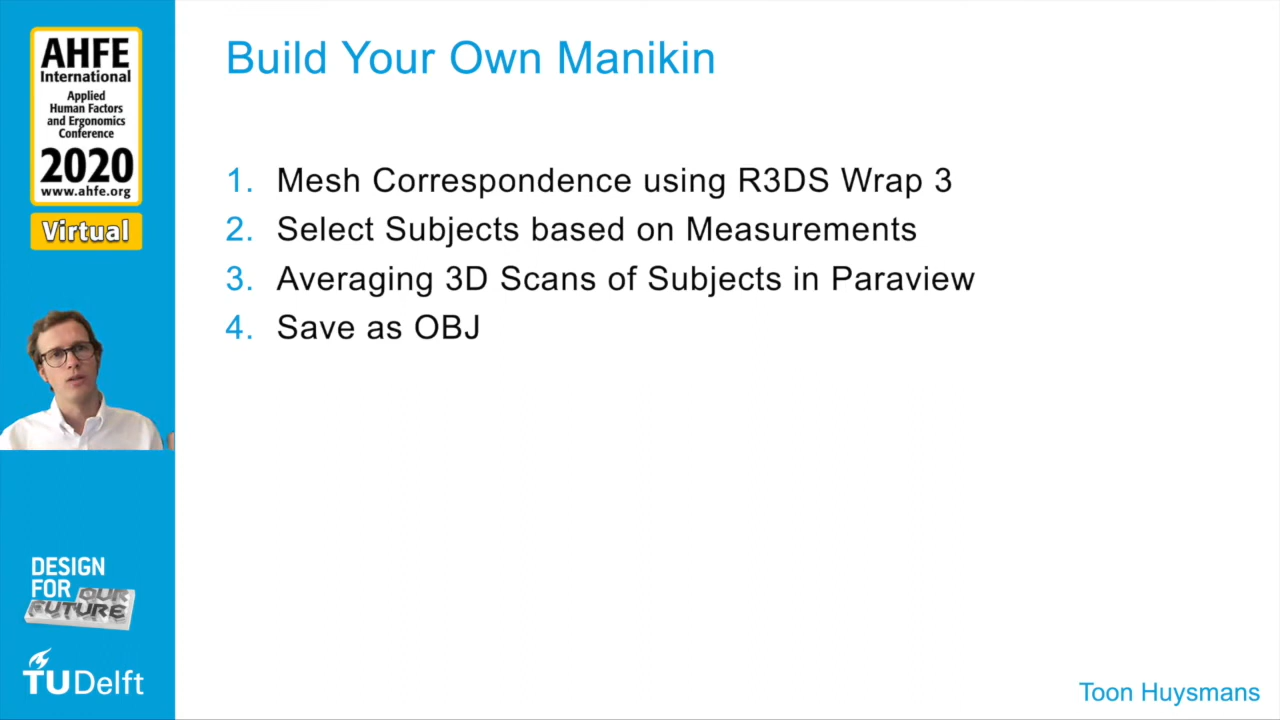 AHFE
International
Applied
Human Factors
and Ergonomics
Conference
2020
www.ahfe.org
Virtual
Build Your Own Manikin
1. Mesh Correspondence using R3DS Wrap 3
2. Select Subjects based on Measurements
3. Averaging 3D Scans of Subjects in Paraview
4. Save as OBJ
DESIGN
FOR OUR
FUTURE
TUDelft
Toon Huysmans